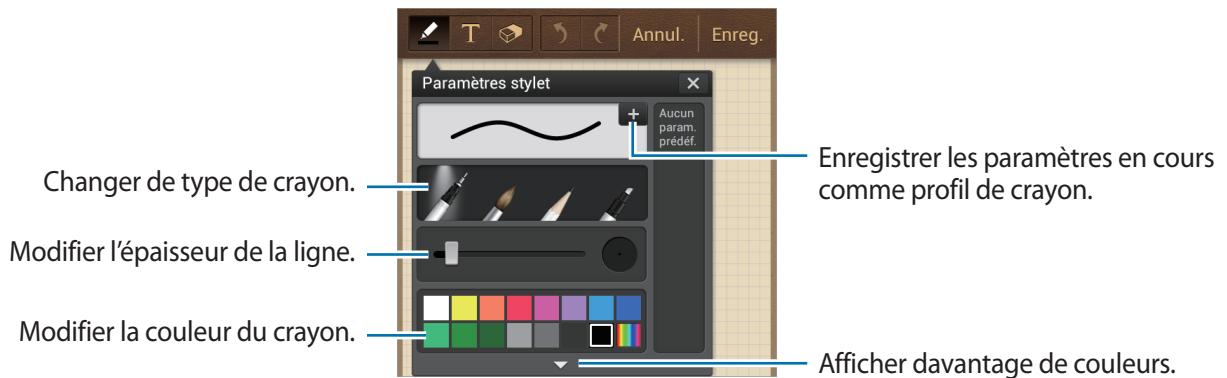 T Annul. Enreg.
Paramètres stylet
Aucun
param.
prédéf.
Enregistrer les paramètres en cours
comme profil de crayon.
Changer de type de crayon.
Modifier l’épaisseur de la ligne.
Modifier la couleur du crayon.
Afficher davantage de couleurs.